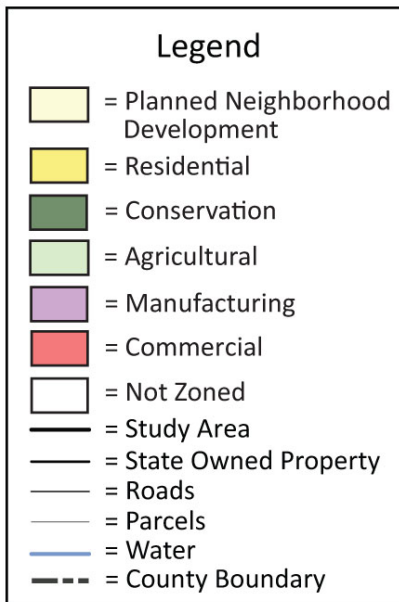 Legend
= Planned Neighborhood
Development
= Residential
= Conservation
= Agricultural
= Manufacturing
= Commercial
= Not Zoned
= Study Area
= State Owned Property
= Roads
= Parcels
= Water
= County Boundary